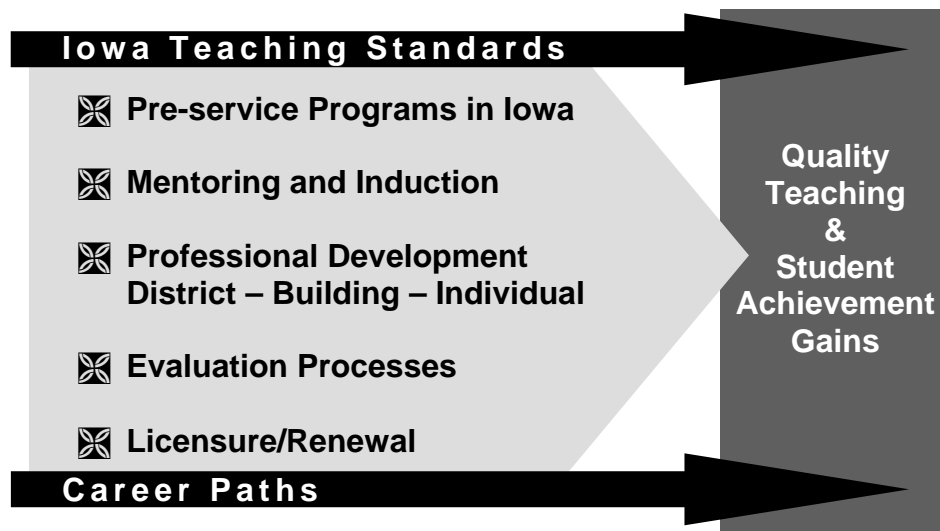 Iowa Teaching Standards
Pre-service Programs in Iowa
Mentoring and Induction
Professional Development
District – Building – Individual
Evaluation Processes
Licensure/Renewal
Career Paths
Quality
Teaching
&
Student
Achievement
Gains